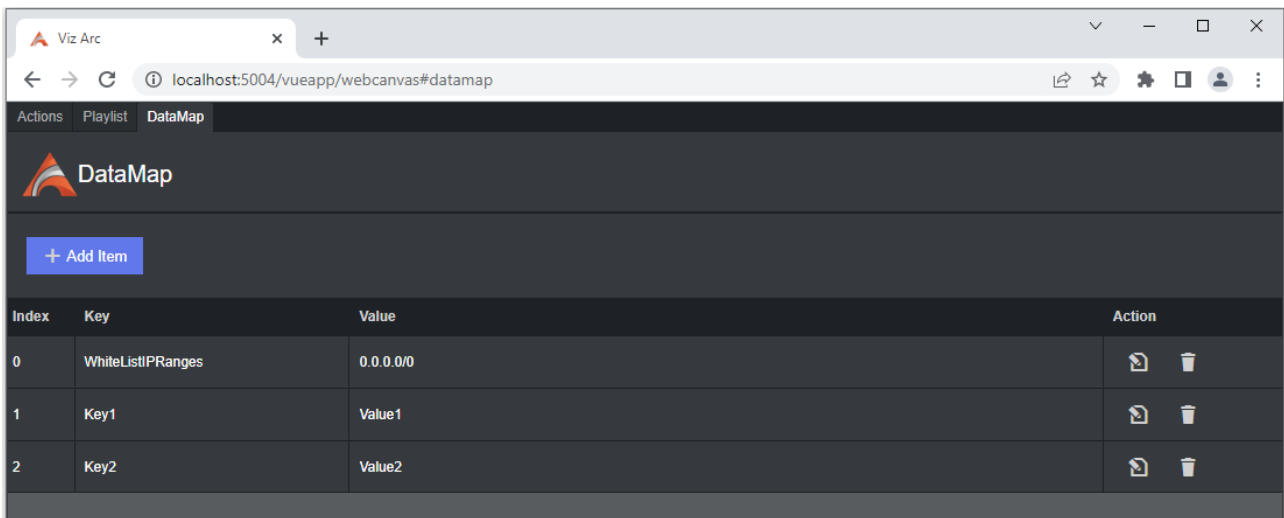 Viz Arc
localhost:5004/vueapp/webcanvas#datamap
Actions Playlist DataMap
DataMap
+ Add Item
Index Key Value Action
0 WhiteListIPRanges 0.0.0.0/0
1 Key1 Value1
2 Key2 Value2